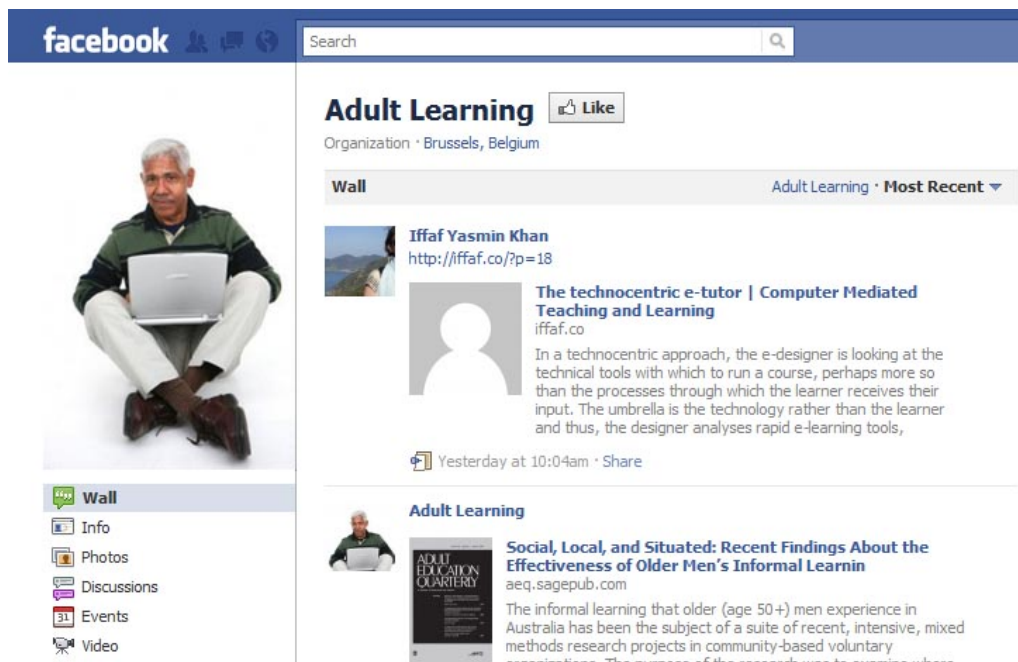 facebook
Search
Adult Learning
Like
Organization · Brussels, Belgium
Wall
Adult Learning · Most Recent
Iffaf Yasmin Khan
http://iffaf.co/?p=18
The technocentric e-tutor | Computer Mediated
Teaching and Learning
iffaf.co
In a technocentric approach, the e-designer is looking at the
technical tools with which to run a course, perhaps more so
than the processes through which the learner receives their
input. The umbrella is the technology rather than the learner
and thus, the designer analyses rapid e-learning tools,
Yesterday at 10:04am · Share
Wall
Info
Photos
Discussions
31 Events
Video
Adult Learning
ADULT
EDUCATION
QUARTERLY
Social, Local, and Situated: Recent Findings About the
Effectiveness of Older Men's Informal Learnin
aeq.sagepub.com
The informal learning that older (age 50+) men experience in
Australia has been the subject of a suite of recent, intensive, mixed
methods research projects in community-based voluntary